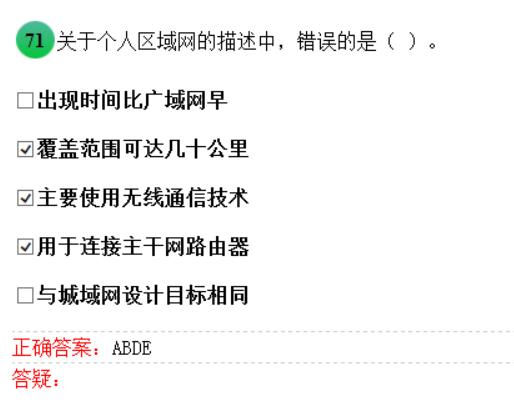 71 关于个人区域网的描述中，错误的是（ ）。
出现时间比广域网早
覆盖范围可达几十公里
主要使用无线通信技术
用于连接主干网路由器
与城域网设计目标相同
正确答案：ABDE
答疑：